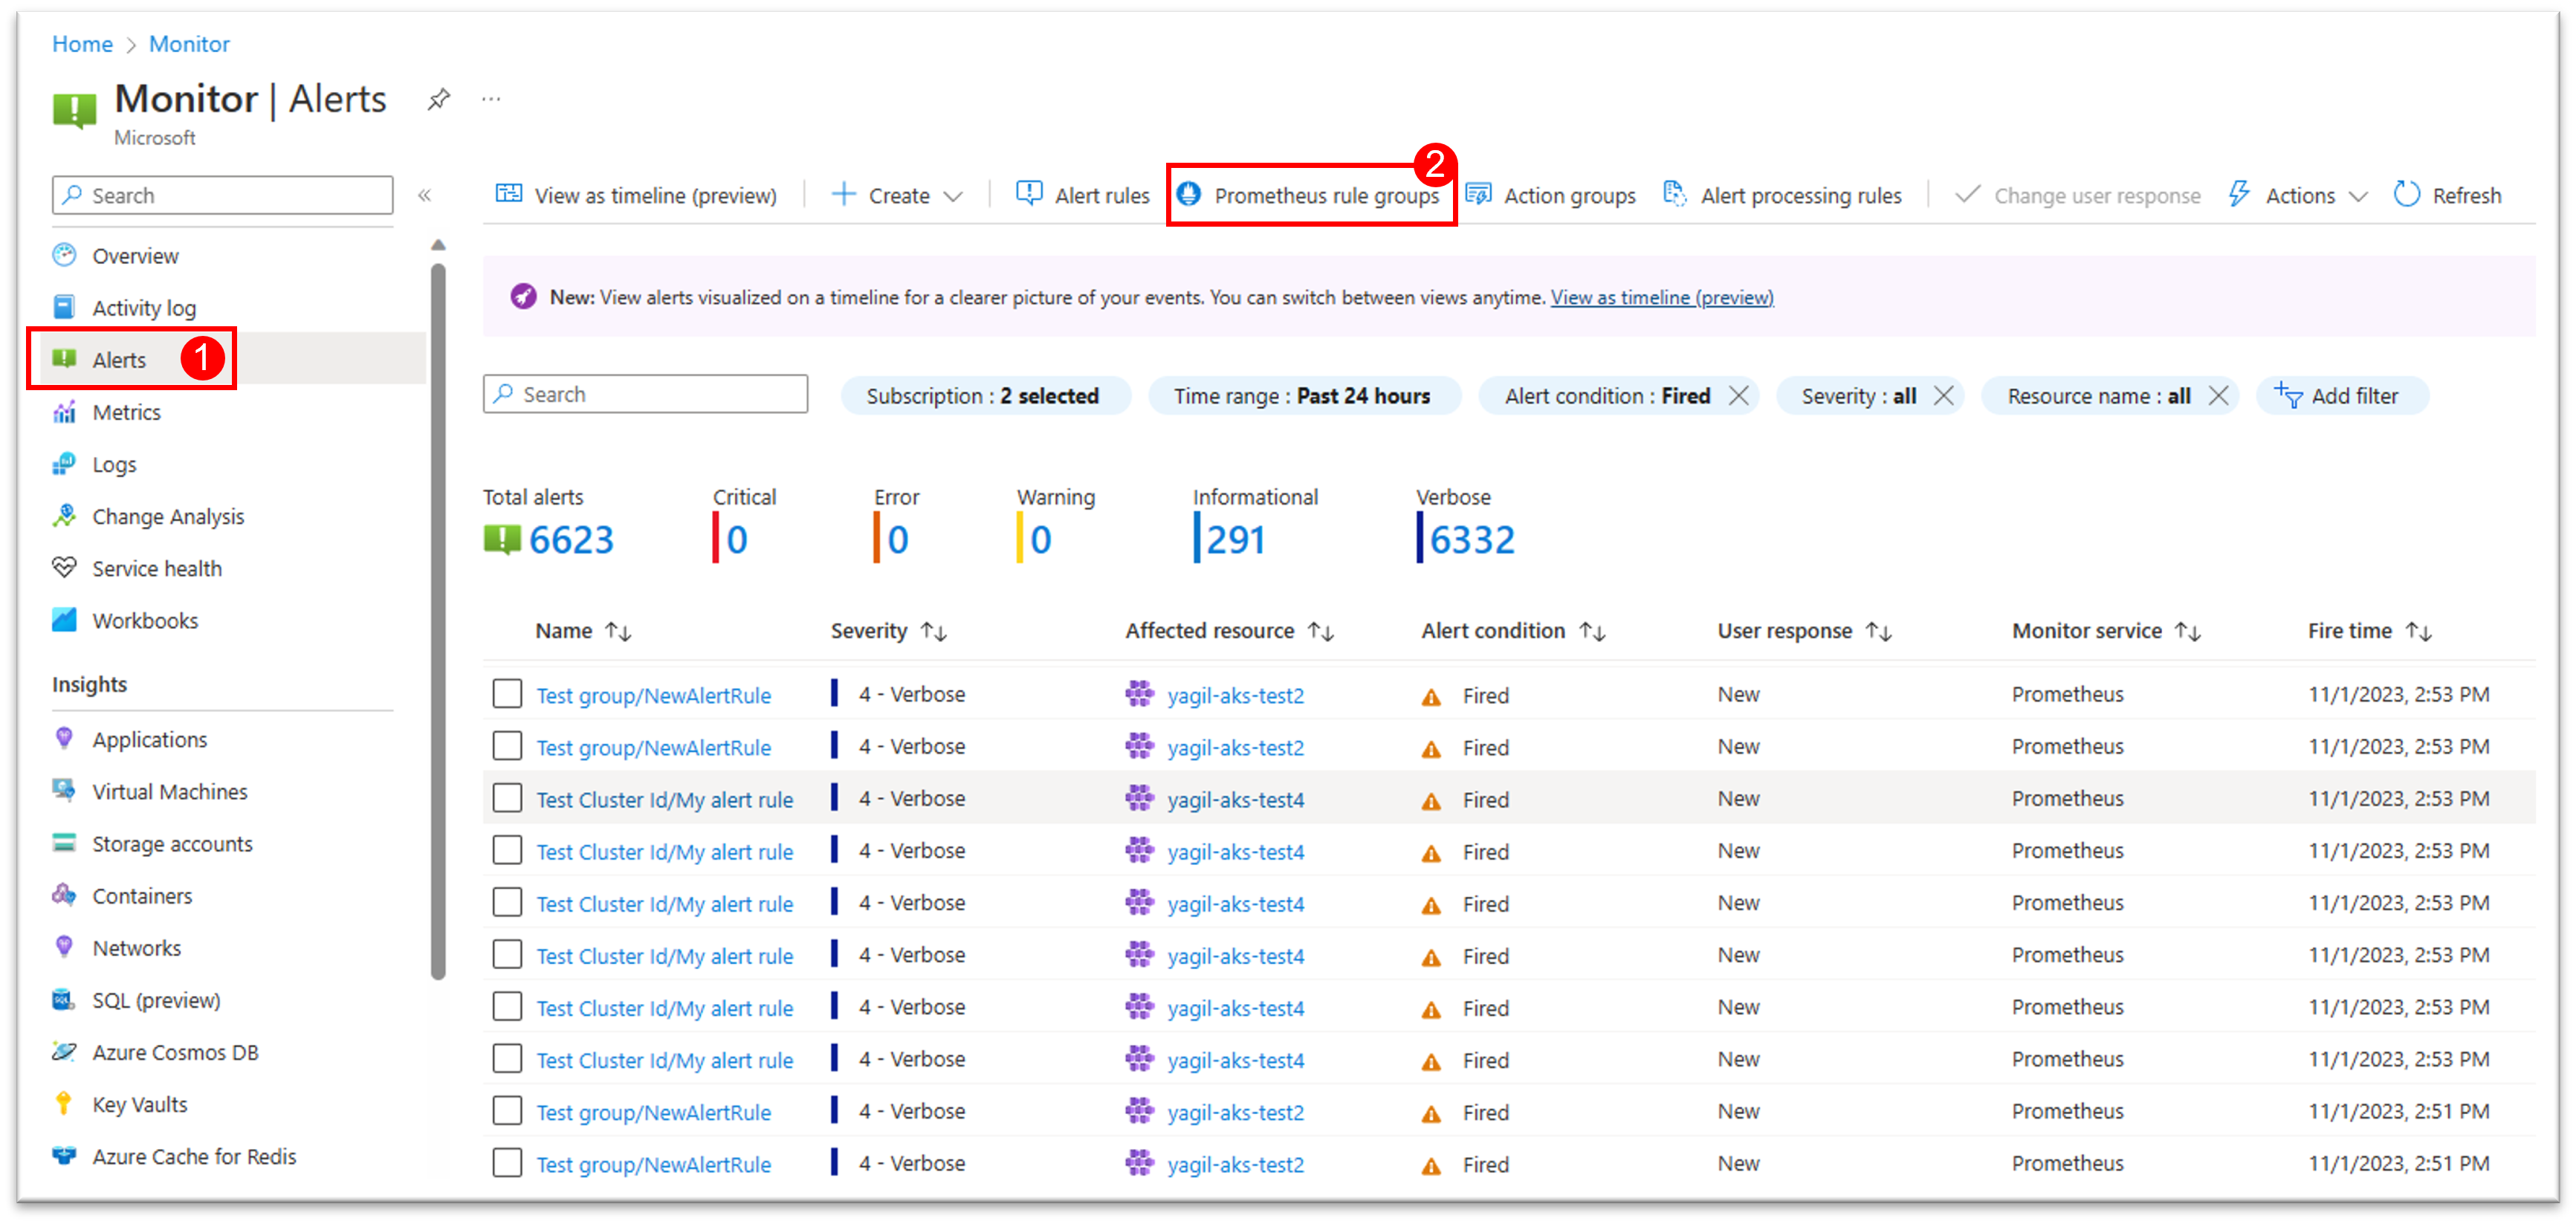 Home > Monitor
Monitor | Alerts ...
Microsoft
Search «
View as timeline (preview) Create Alert rules Prometheus rule groups 2 Action groups Alert processing rules Change user response Actions Refresh
Overview
Activity log
Alerts 1
Metrics
Logs
Change Analysis
Service health
Workbooks
Insights
Applications
Virtual Machines
Storage accounts
Containers
Networks
SQL (preview)
Azure Cosmos DB
Key Vaults
Azure Cache for Redis
New: View alerts visualized on a timeline for a clearer picture of your events. You can switch between views anytime. View as timeline (preview)
Search Subscription : 2 selected Time range : Past 24 hours Alert condition : Fired Severity : all Resource name : all Add filter
Total alerts Critical Error Warning Informational Verbose
6623 0 0 0 291 6332
Name ↑↓ Severity ↑↓ Affected resource ↑↓ Alert condition ↑↓ User response ↑↓ Monitor service ↑↓ Fire time ↑↓
Test group/NewAlertRule 4 - Verbose yagil-aks-test2 Fired New Prometheus 11/1/2023, 2:53 PM
Test group/NewAlertRule 4 - Verbose yagil-aks-test2 Fired New Prometheus 11/1/2023, 2:53 PM
Test Cluster Id/My alert rule 4 - Verbose yagil-aks-test4 Fired New Prometheus 11/1/2023, 2:53 PM
Test Cluster Id/My alert rule 4 - Verbose yagil-aks-test4 Fired New Prometheus 11/1/2023, 2:53 PM
Test Cluster Id/My alert rule 4 - Verbose yagil-aks-test4 Fired New Prometheus 11/1/2023, 2:53 PM
Test Cluster Id/My alert rule 4 - Verbose yagil-aks-test4 Fired New Prometheus 11/1/2023, 2:53 PM
Test Cluster Id/My alert rule 4 - Verbose yagil-aks-test4 Fired New Prometheus 11/1/2023, 2:53 PM
Test Cluster Id/My alert rule 4 - Verbose yagil-aks-test4 Fired New Prometheus 11/1/2023, 2:53 PM
Test group/NewAlertRule 4 - Verbose yagil-aks-test2 Fired New Prometheus 11/1/2023, 2:51 PM
Test group/NewAlertRule 4 - Verbose yagil-aks-test2 Fired New Prometheus 11/1/2023, 2:51 PM